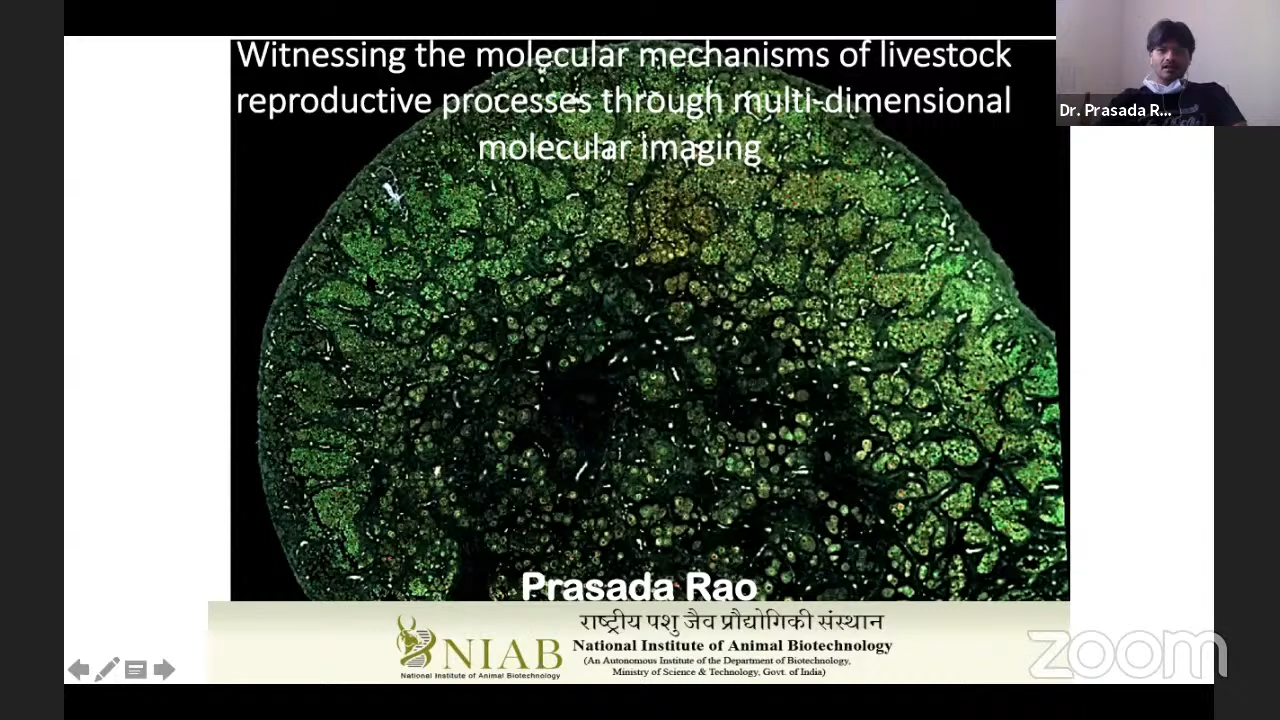 Witnessing the molecular mechanisms of livestock
reproductive processes through multi-dimensional
molecular imaging
Dr. Prasada R...
Prasada Rao
NIAB
National Institute of Animal Biotechnology
राष्ट्रीय पशु जैव प्रौद्योगिकी संस्थान
National Institute of Animal Biotechnology
(An Autonomous Institute of the Department of Biotechnology,
Ministry of Science & Technology, Govt. of India)
zoom